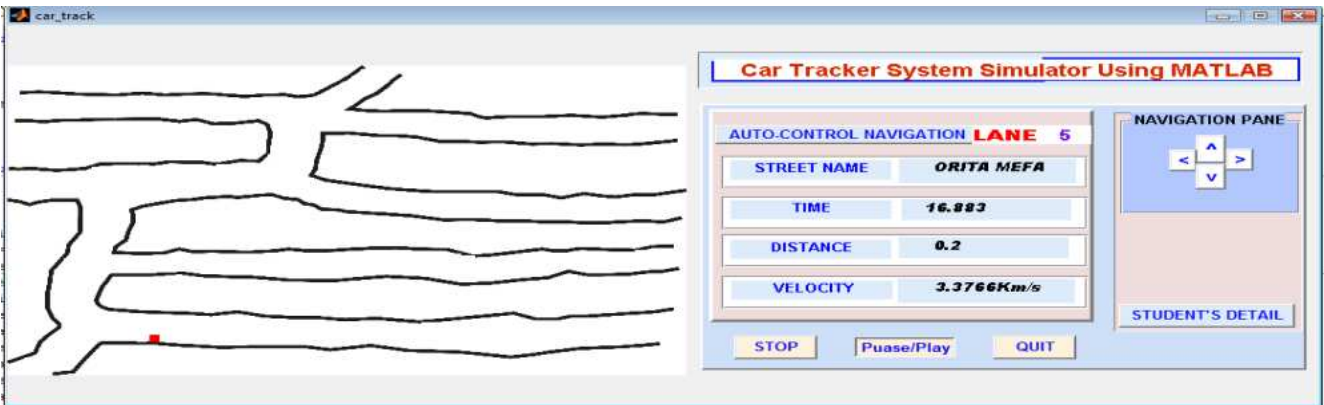 car_track
Car Tracker System Simulator Using MATLAB
AUTO-CONTROL NAVIGATION LANE 5
STREET NAME ORITA MEFA
TIME 16.883
DISTANCE 0.2
VELOCITY 3.3766Km/s
STOP Puase/Play QUIT
NAVIGATION PANE
^
< >
v
STUDENT'S DETAIL